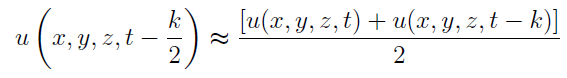 u(x, y, z, t − k/2) ≈ [u(x, y, z, t) + u(x, y, z, t − k)]/2